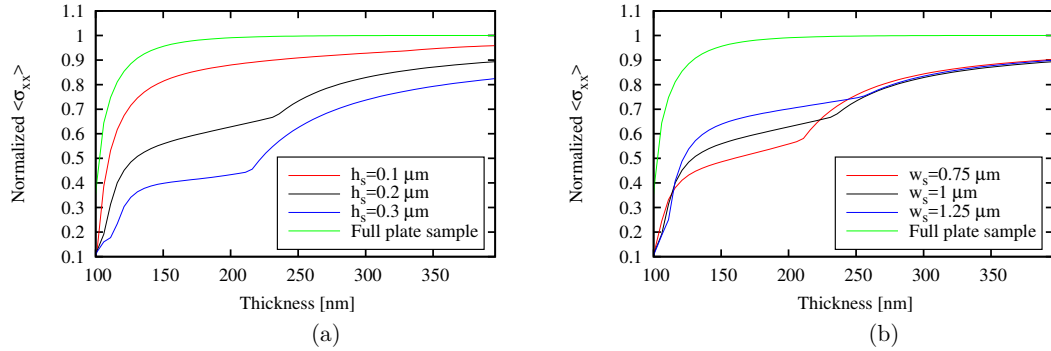 1.1
1
0.9
0.8
0.7
0.6
0.5
0.4
0.3
0.2
0.1
Normalized <σxx>
hs=0.1 μm
hs=0.2 μm
hs=0.3 μm
Full plate sample
100 150 200 250 300 350
Thickness [nm]
(a)
1.1
1
0.9
0.8
0.7
0.6
0.5
0.4
0.3
0.2
0.1
Normalized <σxx>
ws=0.75 μm
ws=1 μm
ws=1.25 μm
Full plate sample
100 150 200 250 300 350
Thickness [nm]
(b)